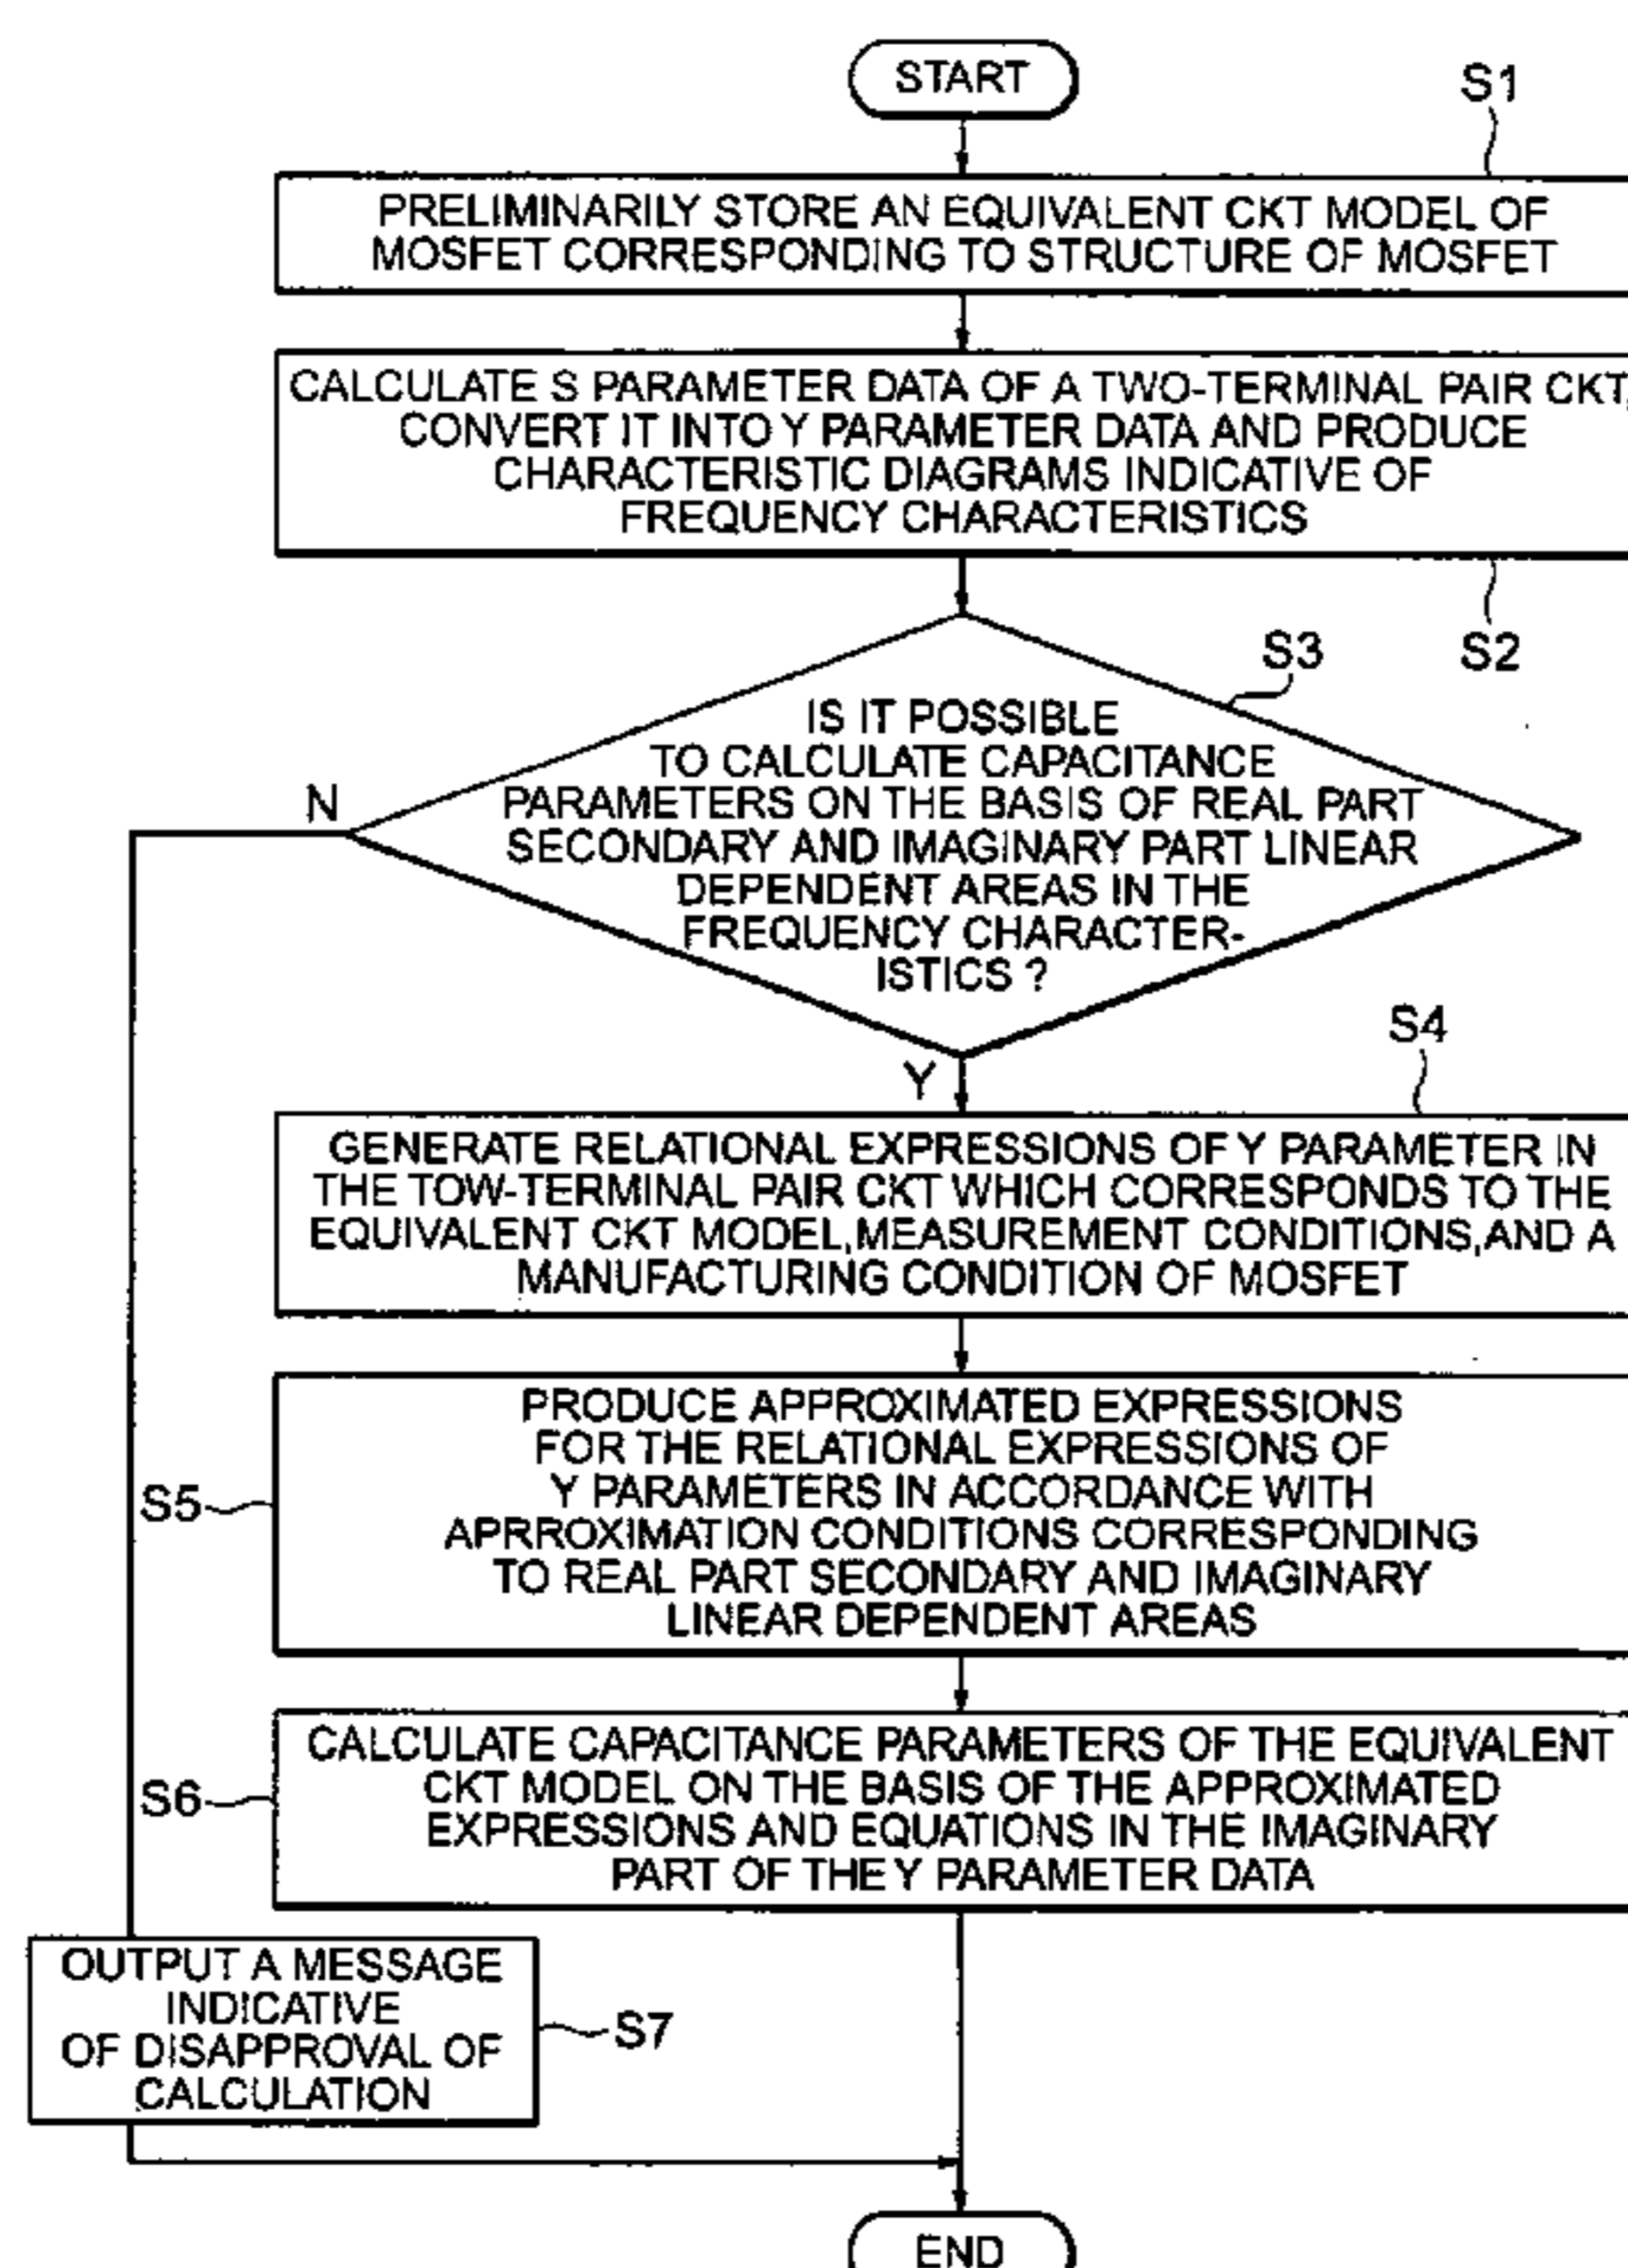 START
S1
PRELIMINARILY STORE AN EQUIVALENT CKT MODEL OF
MOSFET CORRESPONDING TO STRUCTURE OF MOSFET
CALCULATE S PARAMETER DATA OF A TWO-TERMINAL PAIR CKT,
CONVERT IT INTO Y PARAMETER DATA AND PRODUCE
CHARACTERISTIC DIAGRAMS INDICATIVE OF
FREQUENCY CHARACTERISTICS
S2
S3
IS IT POSSIBLE
TO CALCULATE CAPACITANCE
PARAMETERS ON THE BASIS OF REAL PART
SECONDARY AND IMAGINARY PART LINEAR
DEPENDENT AREAS IN THE
FREQUENCY CHARACTER-
ISTICS ?
N
Y
S4
GENERATE RELATIONAL EXPRESSIONS OF Y PARAMETER IN
THE TOW-TERMINAL PAIR CKT WHICH CORRESPONDS TO THE
EQUIVALENT CKT MODEL, MEASUREMENT CONDITIONS, AND A
MANUFACTURING CONDITION OF MOSFET
S5
PRODUCE APPROXIMATED EXPRESSIONS
FOR THE RELATIONAL EXPRESSIONS OF
Y PARAMETERS IN ACCORDANCE WITH
APRROXIMATION CONDITIONS CORRESPONDING
TO REAL PART SECONDARY AND IMAGINARY
LINEAR DEPENDENT AREAS
S6
CALCULATE CAPACITANCE PARAMETERS OF THE EQUIVALENT
CKT MODEL ON THE BASIS OF THE APPROXIMATED
EXPRESSIONS AND EQUATIONS IN THE IMAGINARY
PART OF THE Y PARAMETER DATA
OUTPUT A MESSAGE
INDICATIVE
OF DISAPPROVAL OF
CALCULATION
S7
END